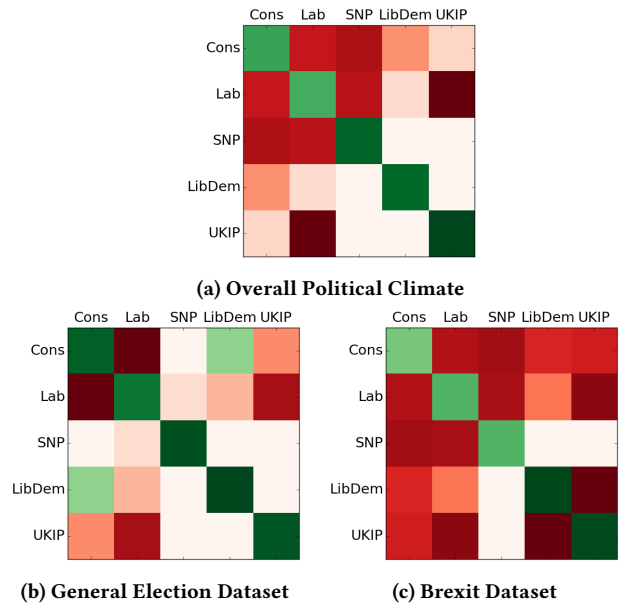 Cons Lab SNP LibDem UKIP
Cons
Lab
SNP
LibDem
UKIP
(a) Overall Political Climate
Cons Lab SNP LibDem UKIP
Cons
Lab
SNP
LibDem
UKIP
(b) General Election Dataset
Cons Lab SNP LibDem UKIP
Cons
Lab
SNP
LibDem
UKIP
(c) Brexit Dataset